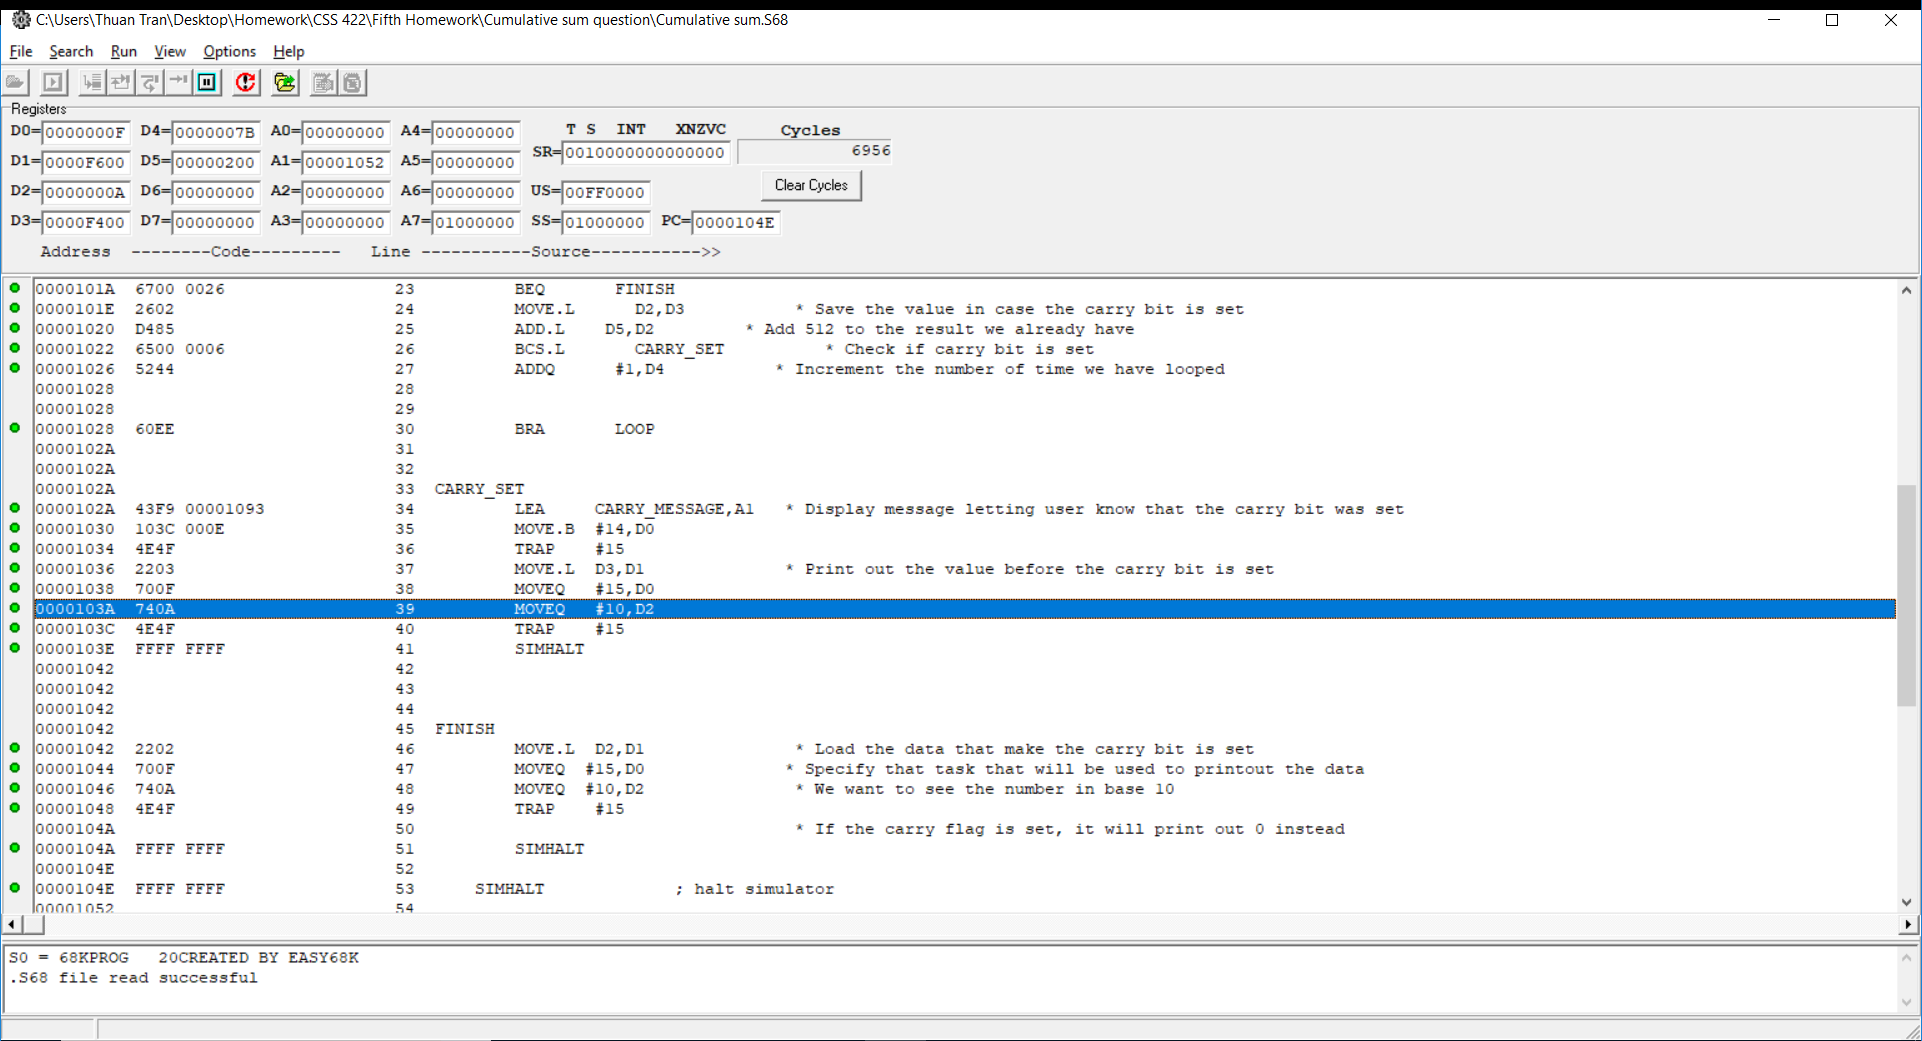 C:\Users\Thuan Tran\Desktop\Homework\CSS 422\Fifth Homework\Cumulative sum question\Cumulative sum.S68
File Search Run View Options Help
Registers
D0= 0000000F D4= 0000007B A0= 00000000 A4= 00000000 T S INT XNZVC Cycles
D1= 0000F600 D5= 00000200 A1= 00001052 A5= 00000000 SR= 0010000000000000 6956
D2= 0000000A D6= 00000000 A2= 00000000 A6= 00000000 US= 00FF0000 Clear Cycles
D3= 0000F400 D7= 00000000 A3= 00000000 A7= 01000000 SS= 01000000 PC= 0000104E
Address --------Code--------- Line -----------Source----------->>
0000101A 6700 0026 23 BEQ FINISH
0000101E 2602 24 MOVE.L D2,D3 * Save the value in case the carry bit is set
00001020 D485 25 ADD.L D5,D2 * Add 512 to the result we already have
00001022 6500 0006 26 BCS.L CARRY_SET * Check if carry bit is set
00001026 5244 27 ADDQ #1,D4 * Increment the number of time we have looped
00001028 28
00001028 29
00001028 60EE 30 BRA LOOP
0000102A 31
0000102A 32
0000102A 33 CARRY_SET
0000102A 43F9 00001093 34 LEA CARRY_MESSAGE,A1 * Display message letting user know that the carry bit was set
00001030 103C 000E 35 MOVE.B #14,D0
00001034 4E4F 36 TRAP #15
00001036 2203 37 MOVE.L D3,D1 * Print out the value before the carry bit is set
00001038 700F 38 MOVEQ #15,D0
0000103A 740A 39 MOVEQ #10,D2
0000103C 4E4F 40 TRAP #15
0000103E FFFF FFFF 41 SIMHALT
00001042 42
00001042 43
00001042 44
00001042 45 FINISH
00001042 2202 46 MOVE.L D2,D1 * Load the data that make the carry bit is set
00001044 700F 47 MOVEQ #15,D0 * Specify that task that will be used to printout the data
00001046 740A 48 MOVEQ #10,D2 * We want to see the number in base 10
00001048 4E4F 49 TRAP #15
0000104A 50 * If the carry flag is set, it will print out 0 instead
0000104A FFFF FFFF 51 SIMHALT
0000104E 52
0000104E FFFF FFFF 53 SIMHALT ; halt simulator
00001052 54
S0 = 68KPROG 20CREATED BY EASY68K
.S68 file read successful